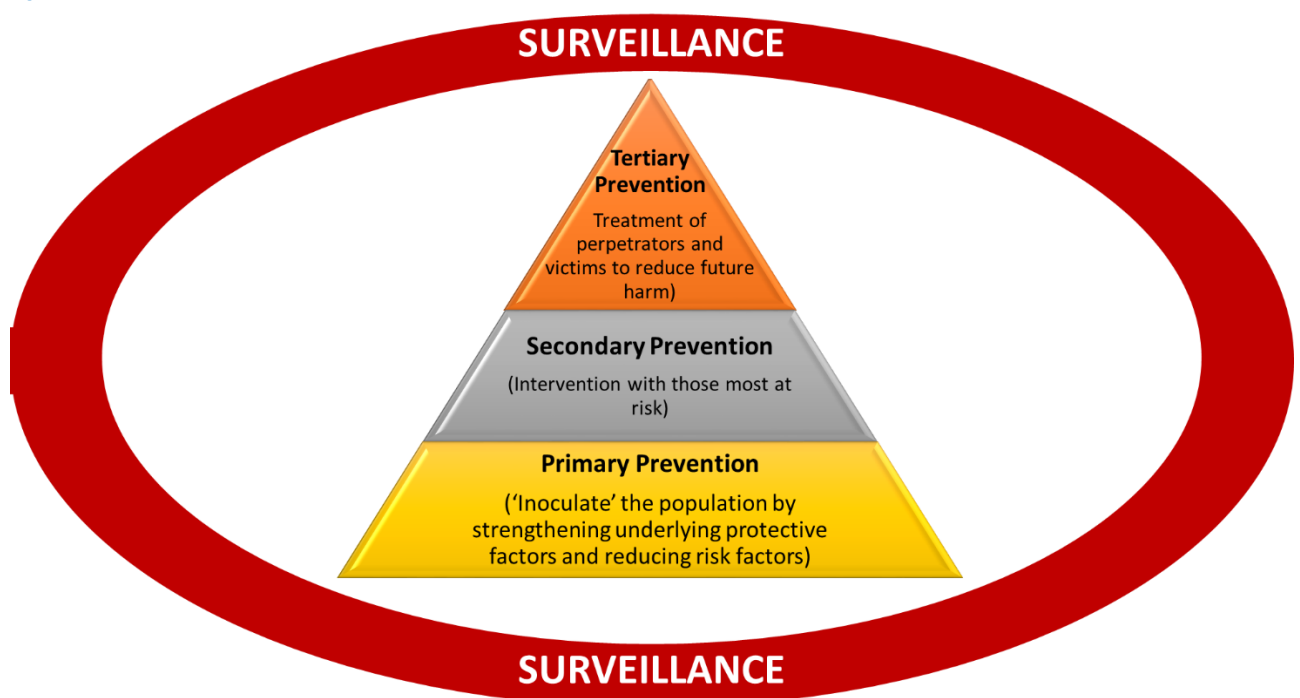 SURVEILLANCE
Tertiary
Prevention
Treatment of
perpetrators and
victims to reduce future
harm)
Secondary Prevention
(Intervention with those most at
risk)
Primary Prevention
(‘Inoculate’ the population by
strengthening underlying protective
factors and reducing risk factors)
SURVEILLANCE